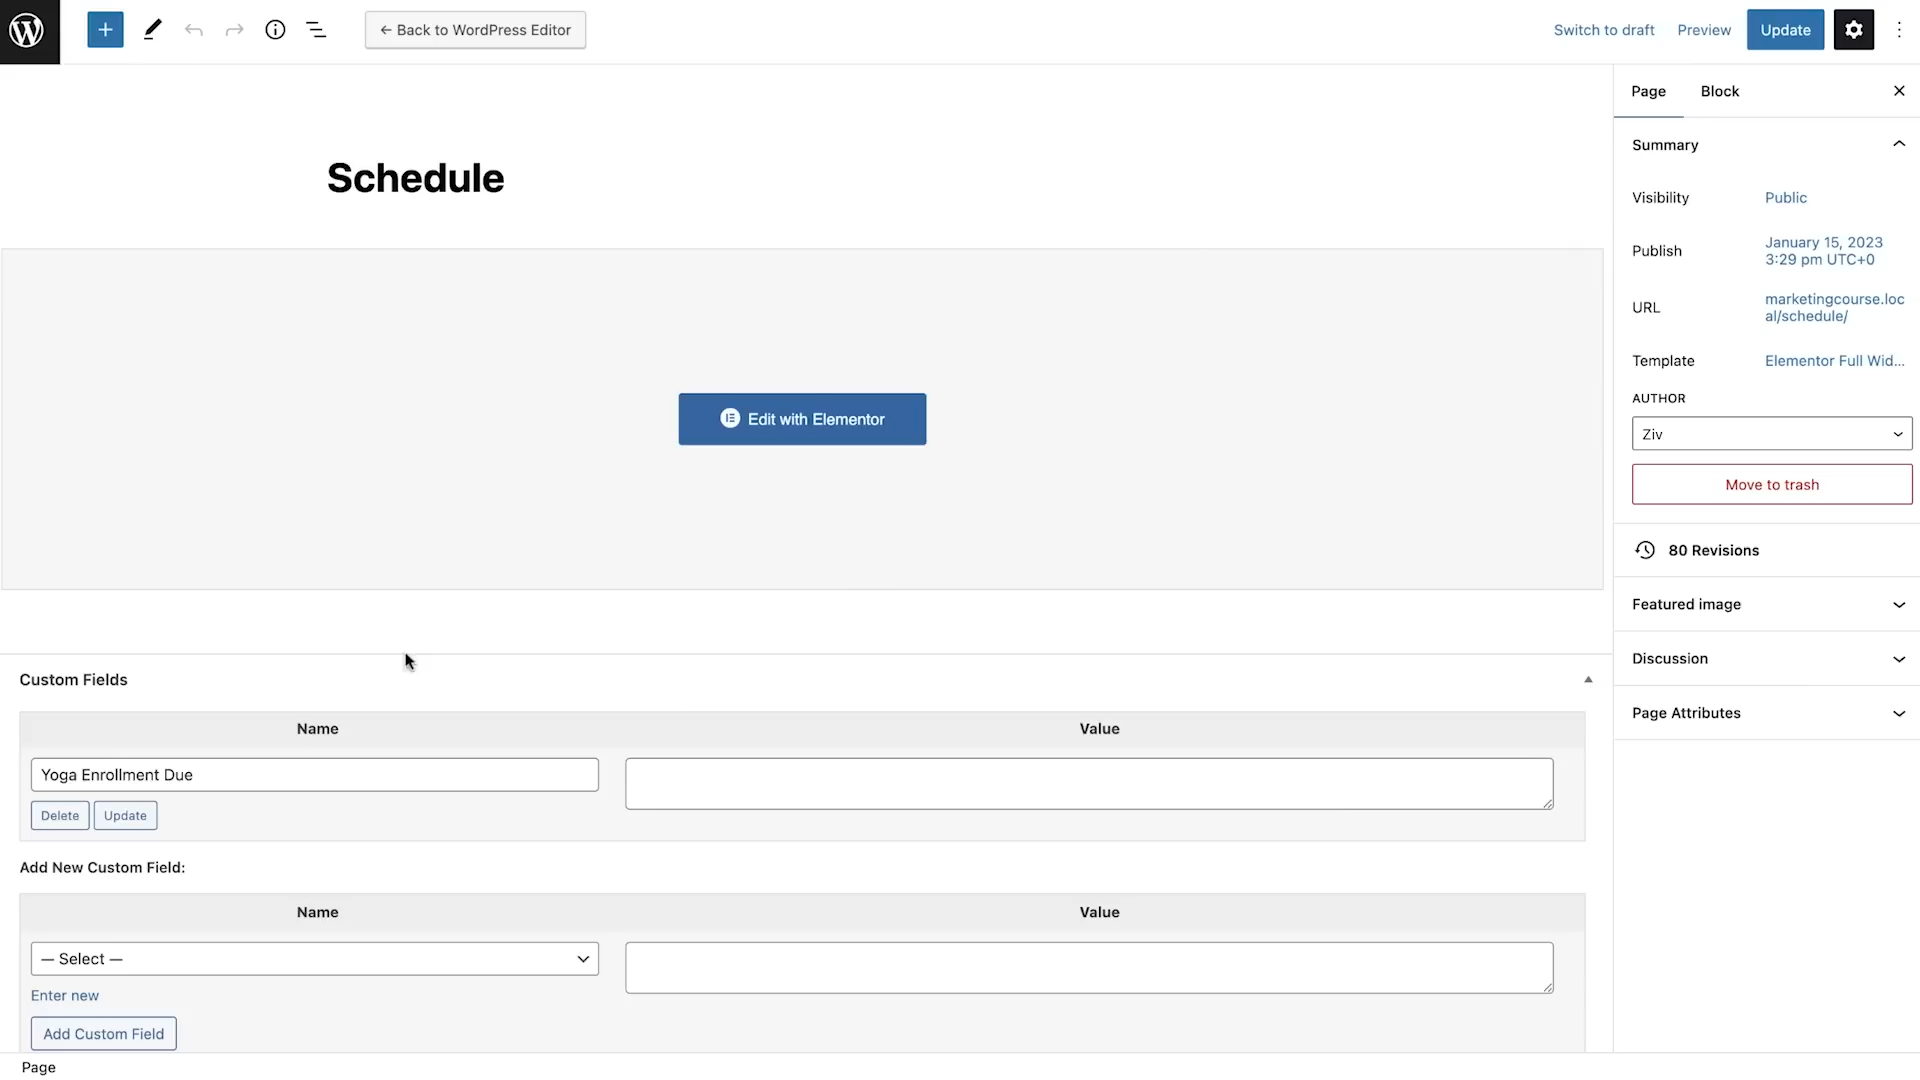 ← Back to WordPress Editor
Switch to draft
Preview
Update
Page
Block
Schedule
Summary
Visibility
Public
Publish
January 15, 2023
3:29 pm UTC+0
URL
marketingcourse.loc
al/schedule/
Template
Elementor Full Wid...
AUTHOR
Ziv
Move to trash
Edit with Elementor
80 Revisions
Featured image
Discussion
Page Attributes
Custom Fields
Name
Value
Yoga Enrollment Due
Delete
Update
Add New Custom Field:
Name
Value
— Select —
Enter new
Add Custom Field
Page